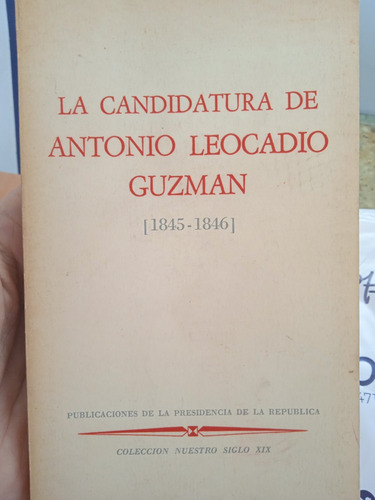 LA CANDIDATURA DE
ANTONIO LEOCADIO
GUZMAN
[1845-1846]
PUBLICACIONES DE LA PRESIDENCIA DE LA REPUBLICA
COLECCION NUESTRO SIGLO XIX